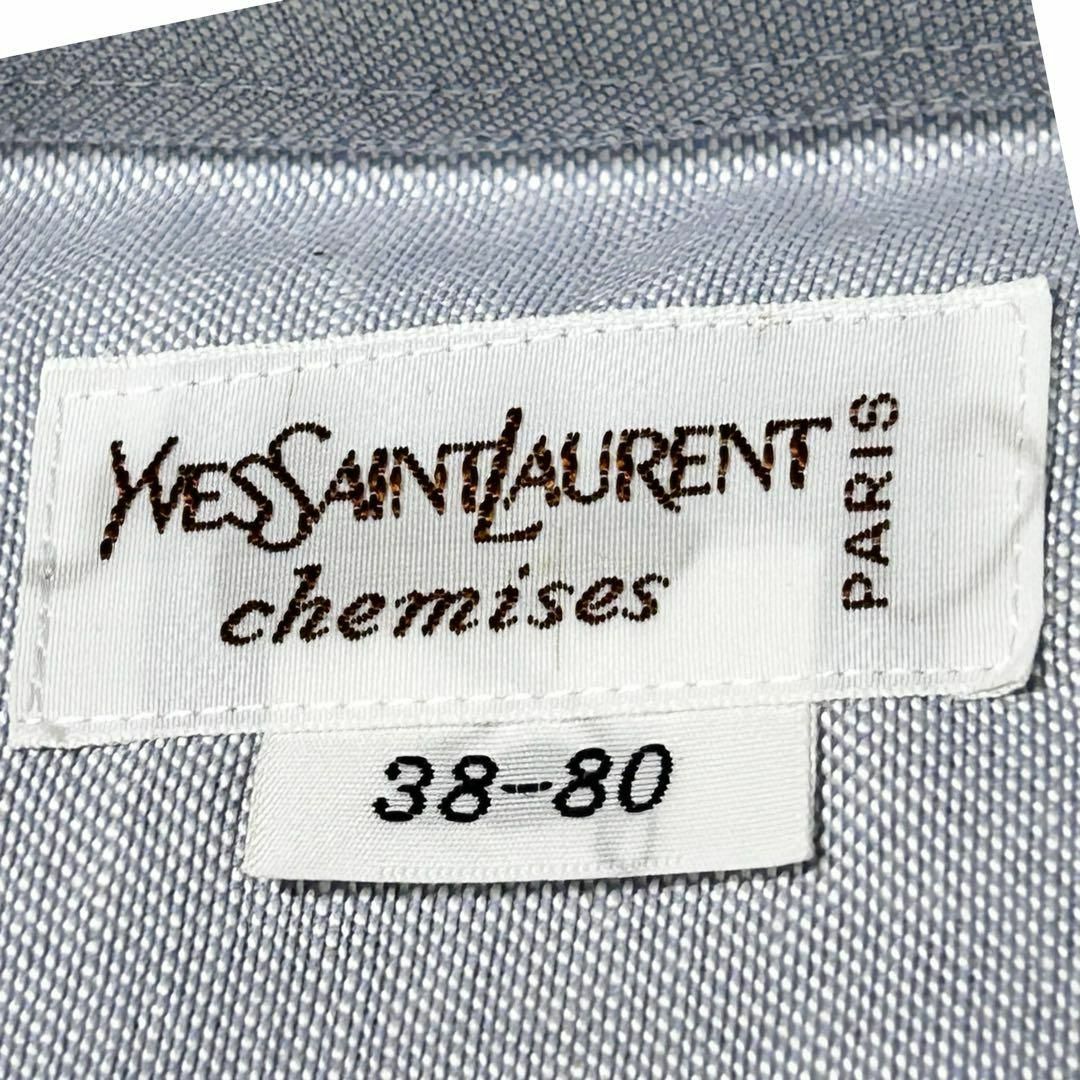 YVES SAINT LAURENT
PARIS
chemises
38-80